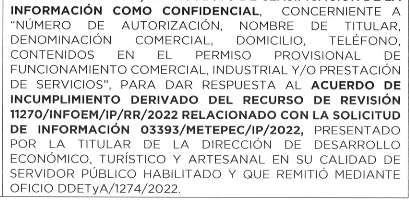 INFORMACIÓN COMO CONFIDENCIAL, CONCERNIENTE A
"NÚMERO DE AUTORIZACIÓN, NOMBRE DE TITULAR,
DENOMINACIÓN COMERCIAL, DOMICILIO, TELÉFONO,
CONTENIDOS EN EL PERMISO PROVISIONAL DE
FUNCIONAMIENTO COMERCIAL, INDUSTRIAL Y/O PRESTACIÓN
DE SERVICIOS", PARA DAR RESPUESTA AL ACUERDO DE
INCUMPLIMIENTO DERIVADO DEL RECURSO DE REVISIÓN
11270/INFOEM/IP/RR/2022 RELACIONADO CON LA SOLICITUD
DE INFORMACIÓN 03393/METEPEC/IP/2022, PRESENTADO
POR LA TITULAR DE LA DIRECCIÓN DE DESARROLLO
ECONÓMICO, TURÍSTICO Y ARTESANAL EN SU CALIDAD DE
SERVIDOR PÚBLICO HABILITADO Y QUE REMITIÓ MEDIANTE
OFICIO DDETyA/1274/2022.